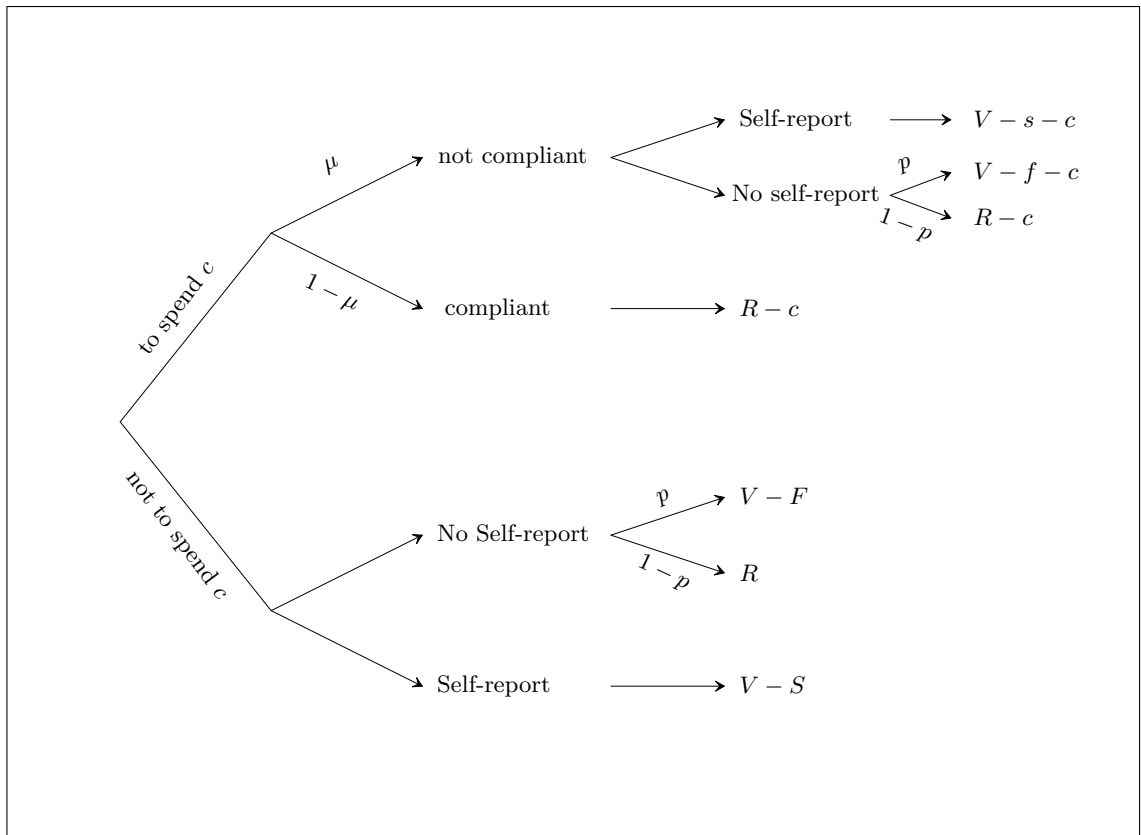 Self-report
V − s − c
μ
not compliant
p
V − f − c
No self-report
1 − p
R − c
to spend c
1 − μ
compliant
R − c
not to spend c
p
V − F
No Self-report
1 − p
R
Self-report
V − S